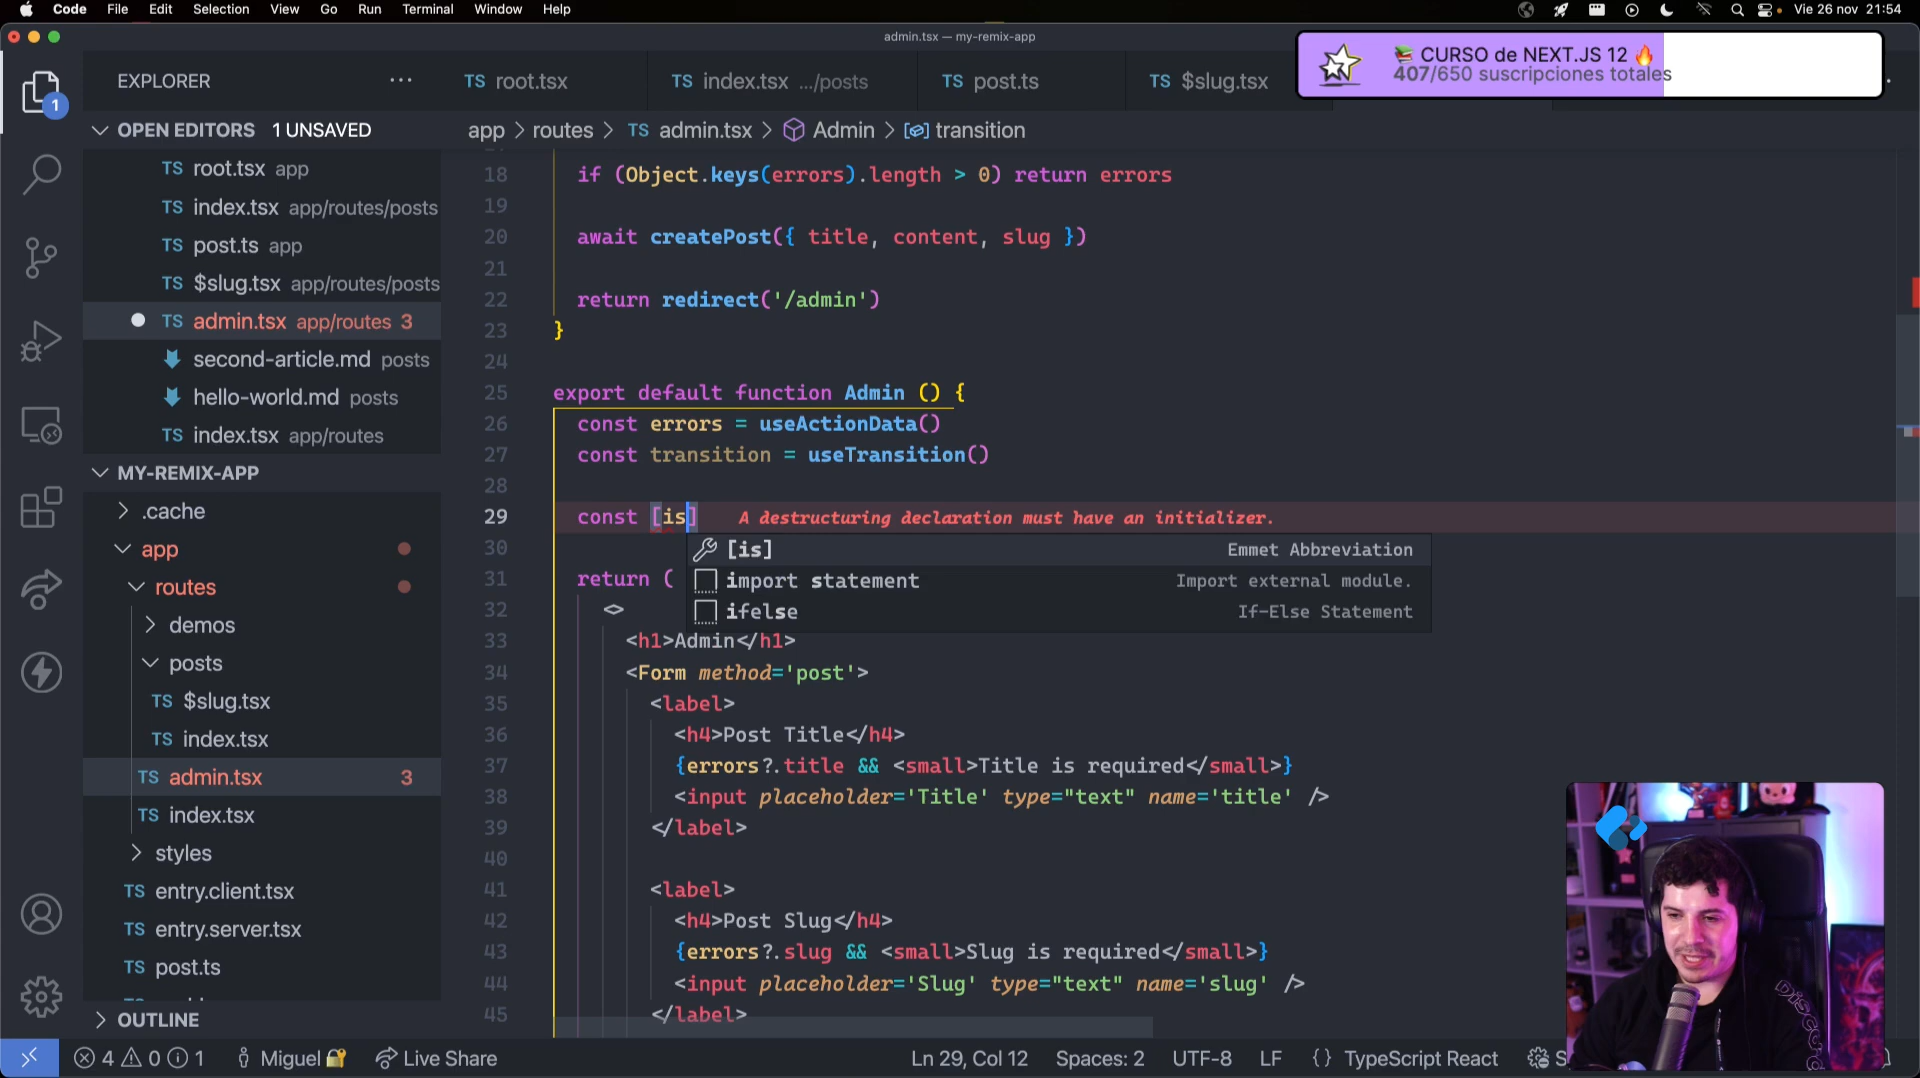 Code File Edit Selection View Go Run Terminal Window Help
Vie 26 nov 21:54
admin.tsx — my-remix-app
📚 CURSO de NEXT.JS 12 🔥
407/650 suscripciones totales
EXPLORER ...
TS root.tsx TS index.tsx .../posts TS post.ts TS $slug.tsx
app > routes > TS admin.tsx > Admin > transition
1
OPEN EDITORS 1 UNSAVED
TS root.tsx app
TS index.tsx app/routes/posts
TS post.ts app
TS $slug.tsx app/routes/posts
TS admin.tsx app/routes 3
second-article.md posts
hello-world.md posts
TS index.tsx app/routes
MY-REMIX-APP
.cache
app
routes
demos
posts
TS $slug.tsx
TS index.tsx
TS admin.tsx 3
TS index.tsx
styles
TS entry.client.tsx
TS entry.server.tsx
TS post.ts
OUTLINE
18 if (Object.keys(errors).length > 0) return errors
19
20 await createPost({ title, content, slug })
21
22 return redirect('/admin')
23 }
24
25 export default function Admin () {
26 const errors = useActionData()
27 const transition = useTransition()
28
29 const [is] A destructuring declaration must have an initializer.
[is] Emmet Abbreviation
import statement Import external module.
ifelse If-Else Statement
30
31 return (
32 <>
33 <h1>Admin</h1>
34 <Form method='post'>
35 <label>
36 <h4>Post Title</h4>
37 {errors?.title && <small>Title is required</small>}
38 <input placeholder='Title' type="text" name='title' />
39 </label>
40
41 <label>
42 <h4>Post Slug</h4>
43 {errors?.slug && <small>Slug is required</small>}
44 <input placeholder='Slug' type="text" name='slug' />
45 </label>
4 0 1 Miguel 🔐 Live Share Ln 29, Col 12 Spaces: 2 UTF-8 LF {} TypeScript React